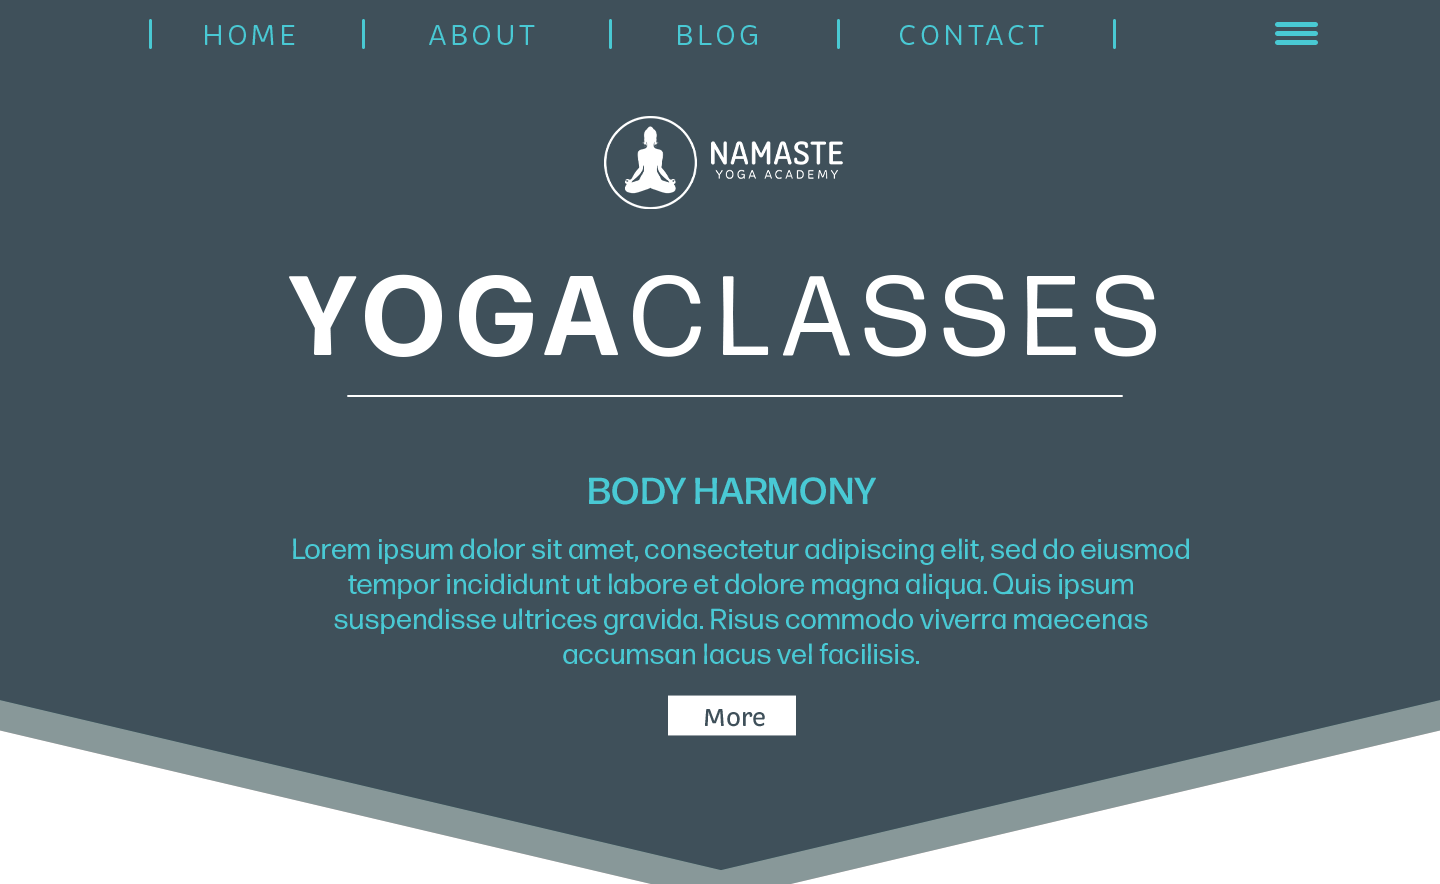 HOME ABOUT BLOG CONTACT
NAMASTE
YOGA ACADEMY
YOGACLASSES
BODY HARMONY
Lorem ipsum dolor sit amet, consectetur adipiscing elit, sed do eiusmod
tempor incididunt ut labore et dolore magna aliqua. Quis ipsum
suspendisse ultrices gravida. Risus commodo viverra maecenas
accumsan lacus vel facilisis.
More